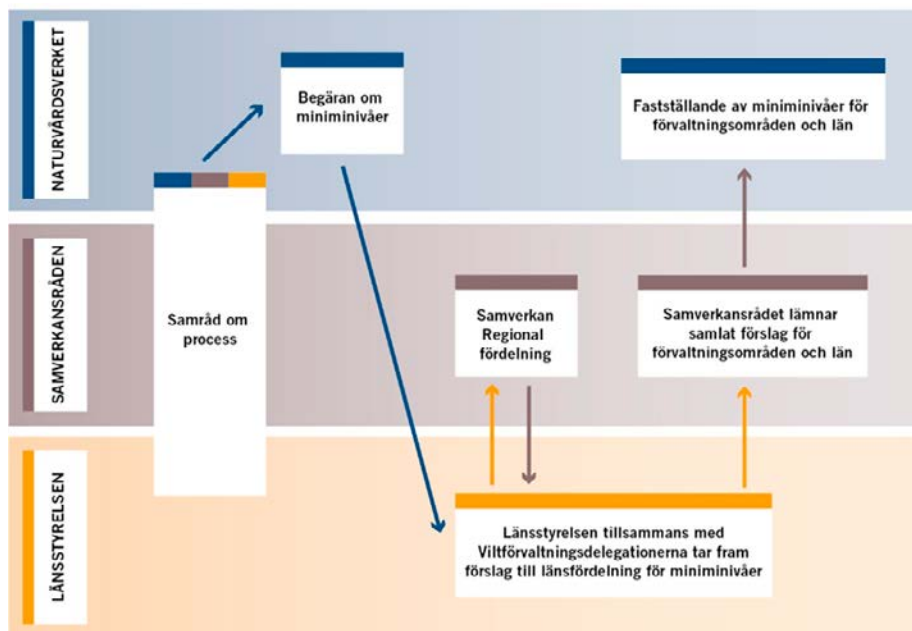 NATURVÅRDSVERKET
Begäran om
miniminivåer
Fastställande av miniminivåer för
förvaltningsområden och län
SAMVERKANSRÅDEN
Samråd om
process
Samverkan
Regional
fördelning
Samverkansrådet lämnar
samlat förslag för
förvaltningsområden och län
LÄNSSTYRELSEN
Länsstyrelsen tillsammans med
Viltförvaltningsdelegationerna tar fram
förslag till länsfördelning för miniminivåer